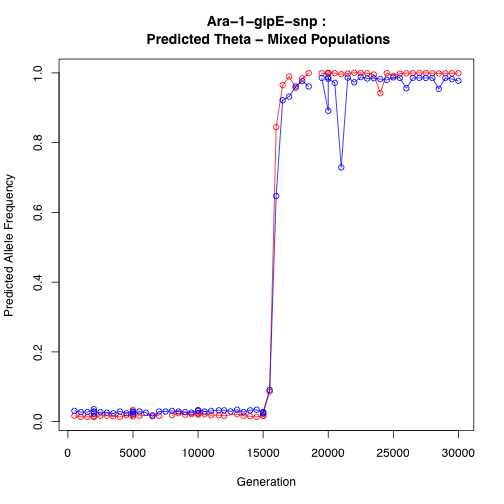 Ara−1−glpE−snp :
Predicted Theta − Mixed Populations
Predicted Allele Frequency
1.0
0.8
0.6
0.4
0.2
0.0
0 5000 10000 15000 20000 25000 30000
Generation